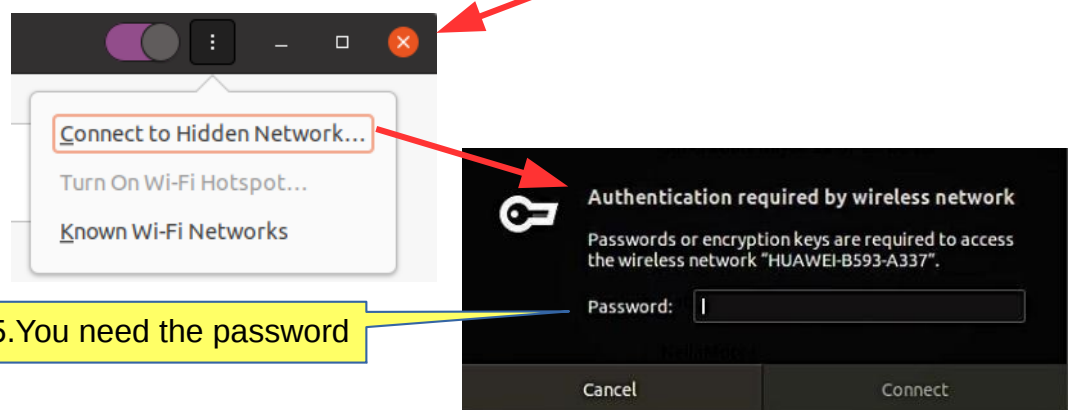 Connect to Hidden Network...
Turn On Wi-Fi Hotspot...
Known Wi-Fi Networks
Authentication required by wireless network
Passwords or encryption keys are required to access
the wireless network "HUAWEI-B593-A337".
Password:
5.You need the password
Cancel
Connect